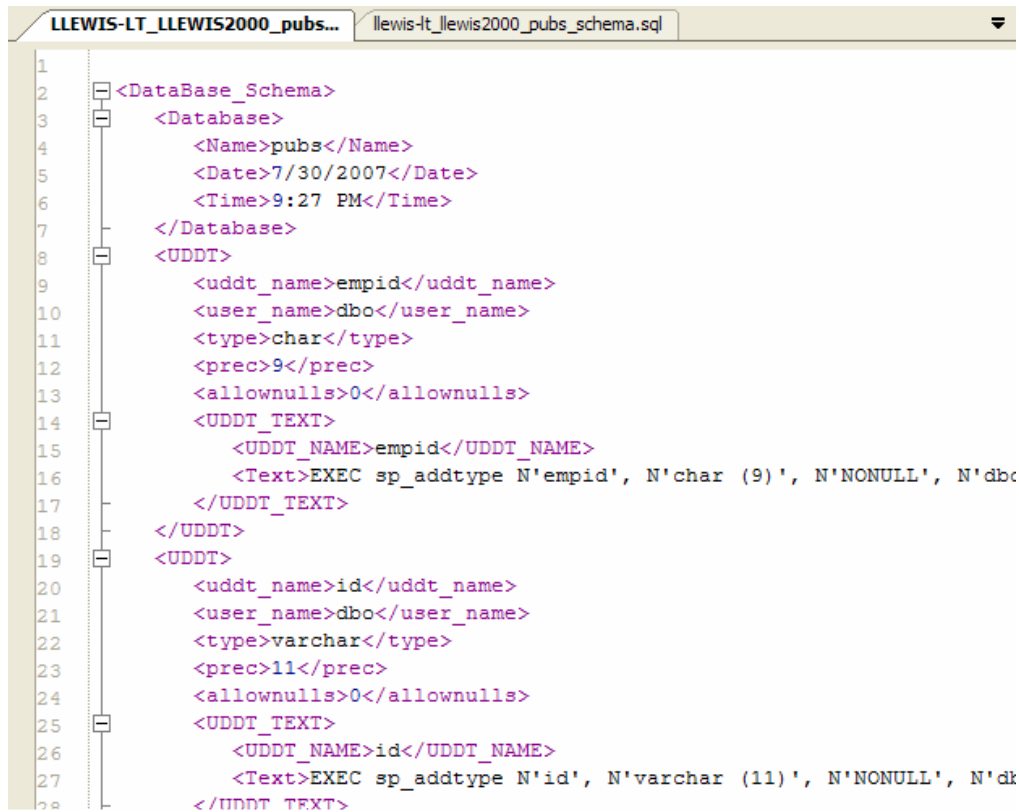 LLEWIS-LT_LLEWIS2000_pubs... llewis-lt_llewis2000_pubs_schema.sql
1
2 <DataBase_Schema>
3 <Database>
4 <Name>pubs</Name>
5 <Date>7/30/2007</Date>
6 <Time>9:27 PM</Time>
7 </Database>
8 <UDDT>
9 <uddt_name>empid</uddt_name>
10 <user_name>dbo</user_name>
11 <type>char</type>
12 <prec>9</prec>
13 <allownulls>0</allownulls>
14 <UDDT_TEXT>
15 <UDDT_NAME>empid</UDDT_NAME>
16 <Text>EXEC sp_addtype N'empid', N'char (9)', N'NONULL', N'dbo
17 </UDDT_TEXT>
18 </UDDT>
19 <UDDT>
20 <uddt_name>id</uddt_name>
21 <user_name>dbo</user_name>
22 <type>varchar</type>
23 <prec>11</prec>
24 <allownulls>0</allownulls>
25 <UDDT_TEXT>
26 <UDDT_NAME>id</UDDT_NAME>
27 <Text>EXEC sp_addtype N'id', N'varchar (11)', N'NONULL', N'db
28 </UDDT_TEXT>